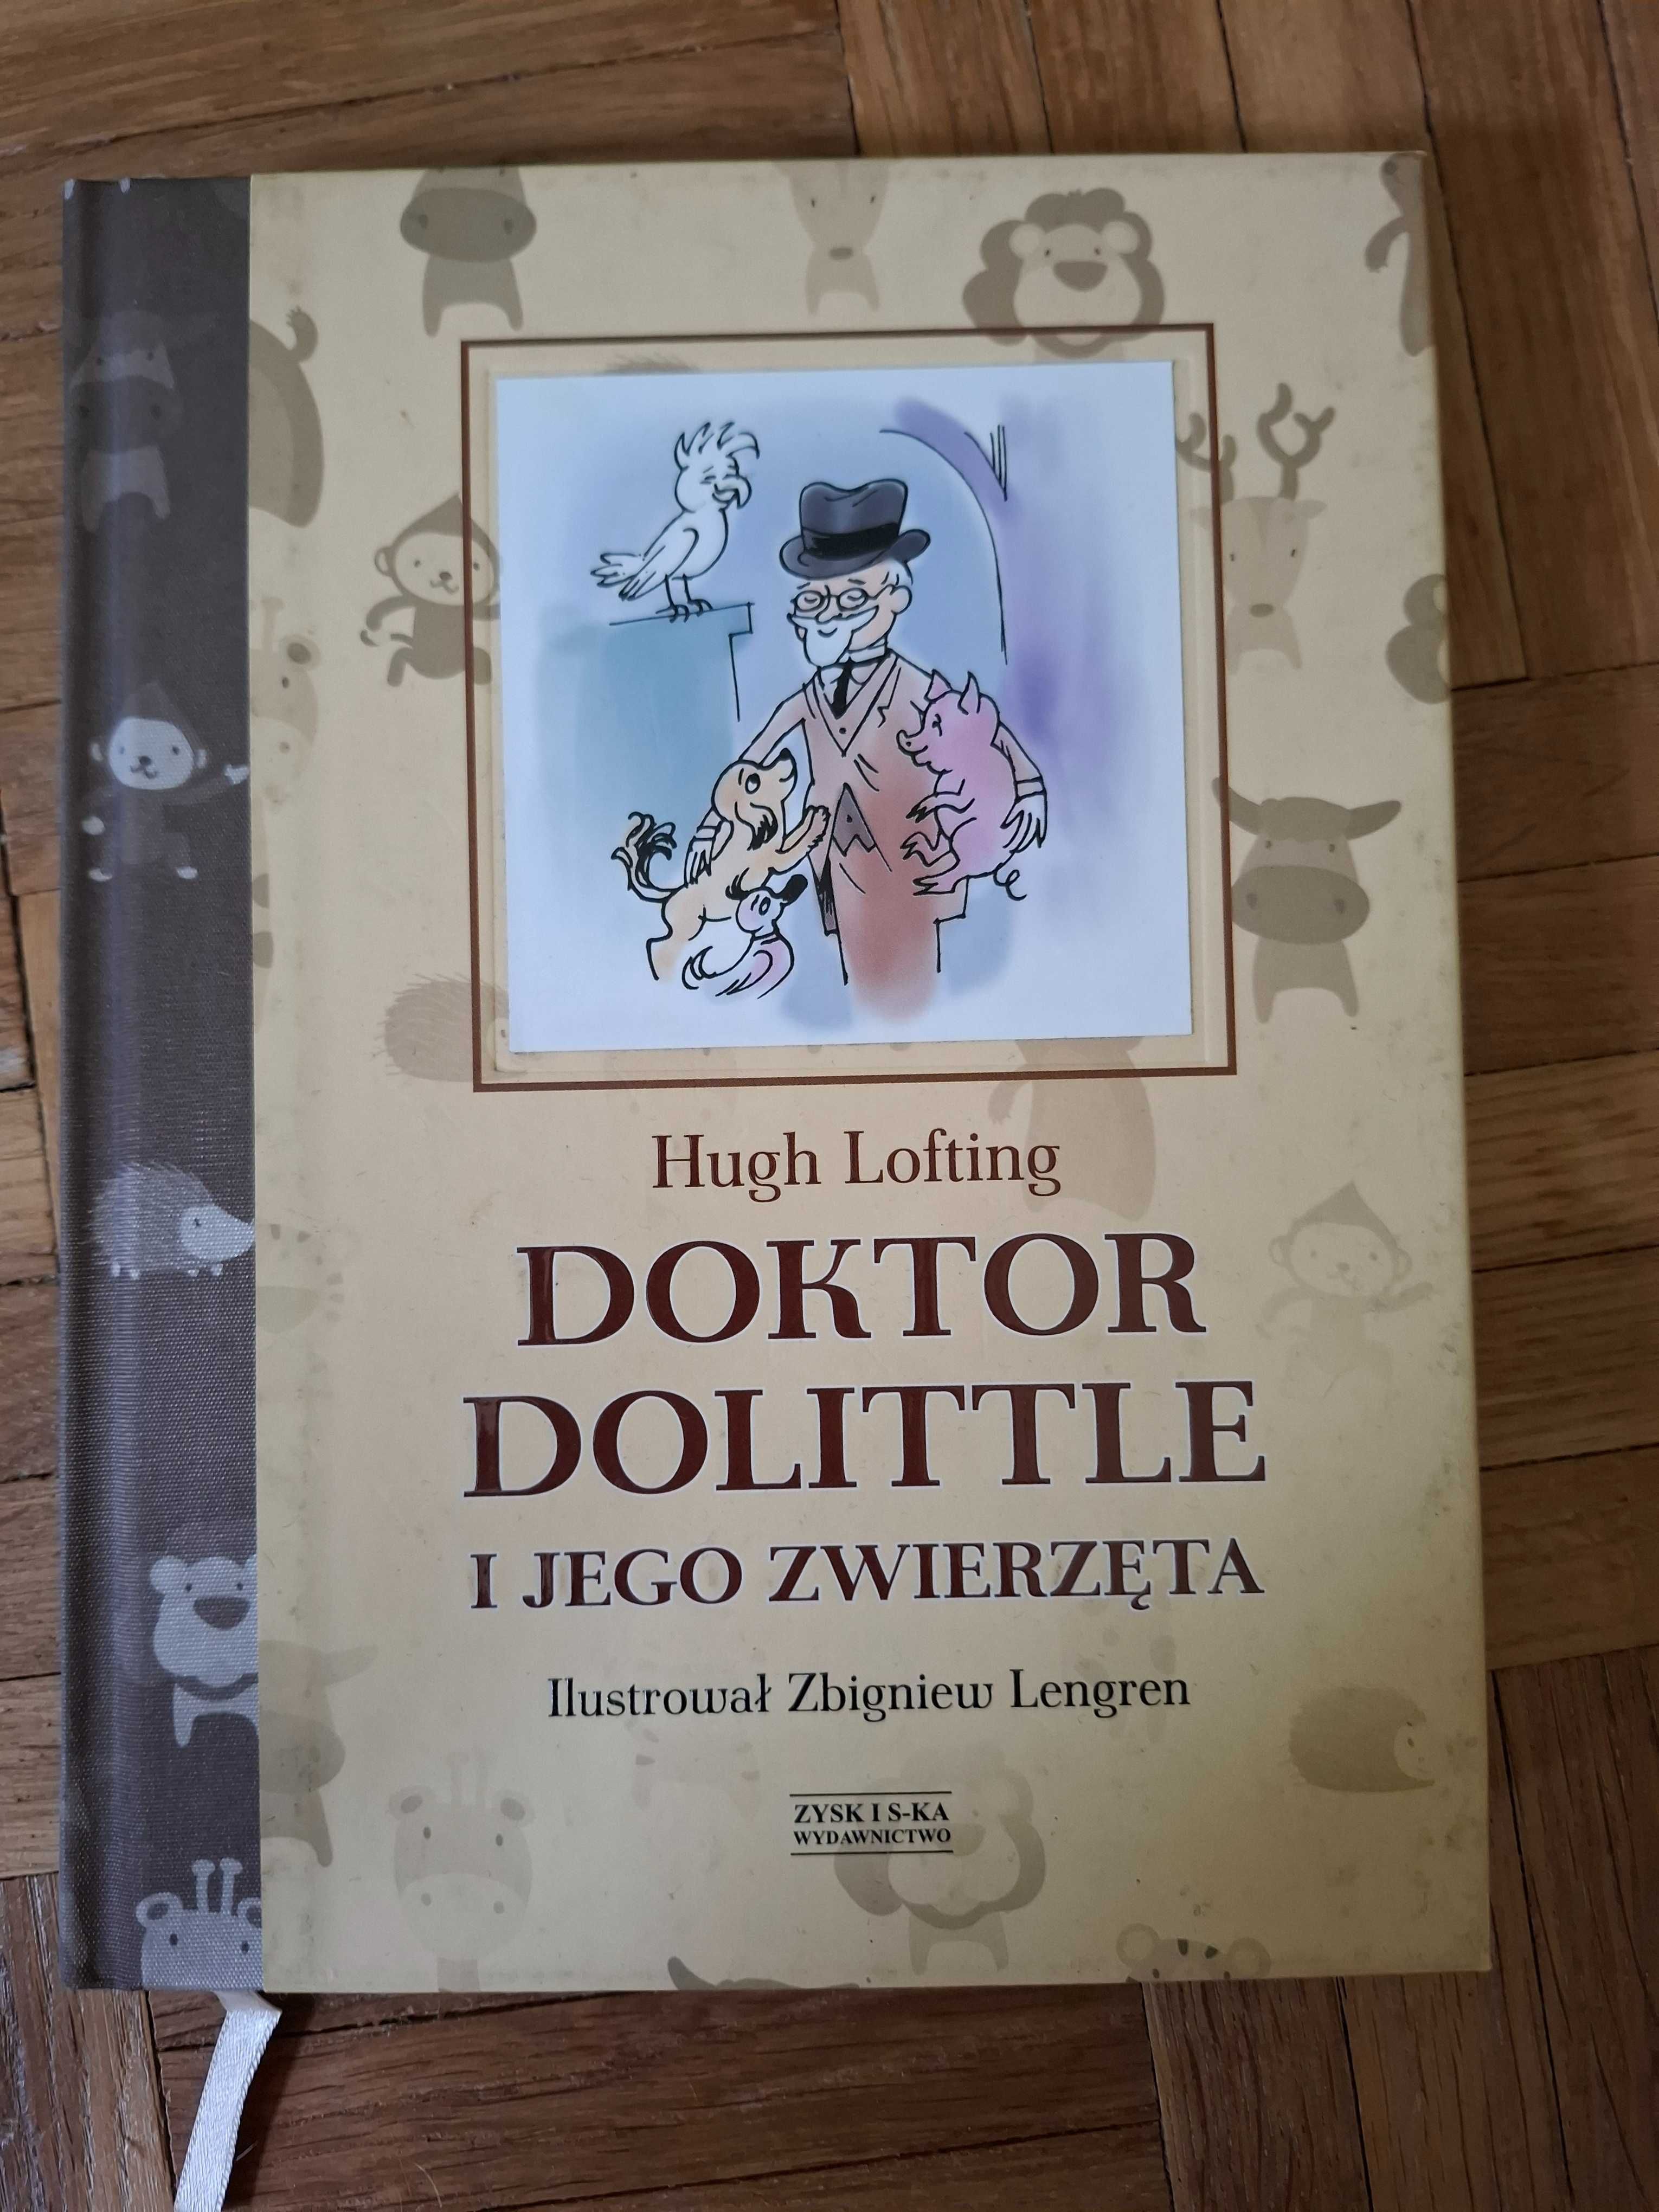 Hugh Lofting
DOKTOR
DOLITTLE
I JEGO ZWIERZĘTA
Ilustrował Zbigniew Lengren
ZYSK I S-KA
WYDAWNICTWO